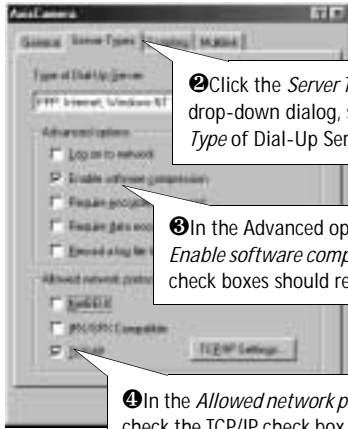 AxisCamera
General Server Types Scripting Multilink
Type of Dial-Up Server:
PPP: Internet, Windows NT
❷Click the Server T
drop-down dialog, s
Type of Dial-Up Ser
Advanced options
Log on to network
Enable software compression
Require encrypted
Require data enc
Record a log file
❸In the Advanced op
Enable software comp
check boxes should re
Allowed network protoc
NetBEUI
IPX/SPX Compatible
TCP/IP
TCP/IP Settings...
❹In the Allowed network p
check the TCP/IP check box